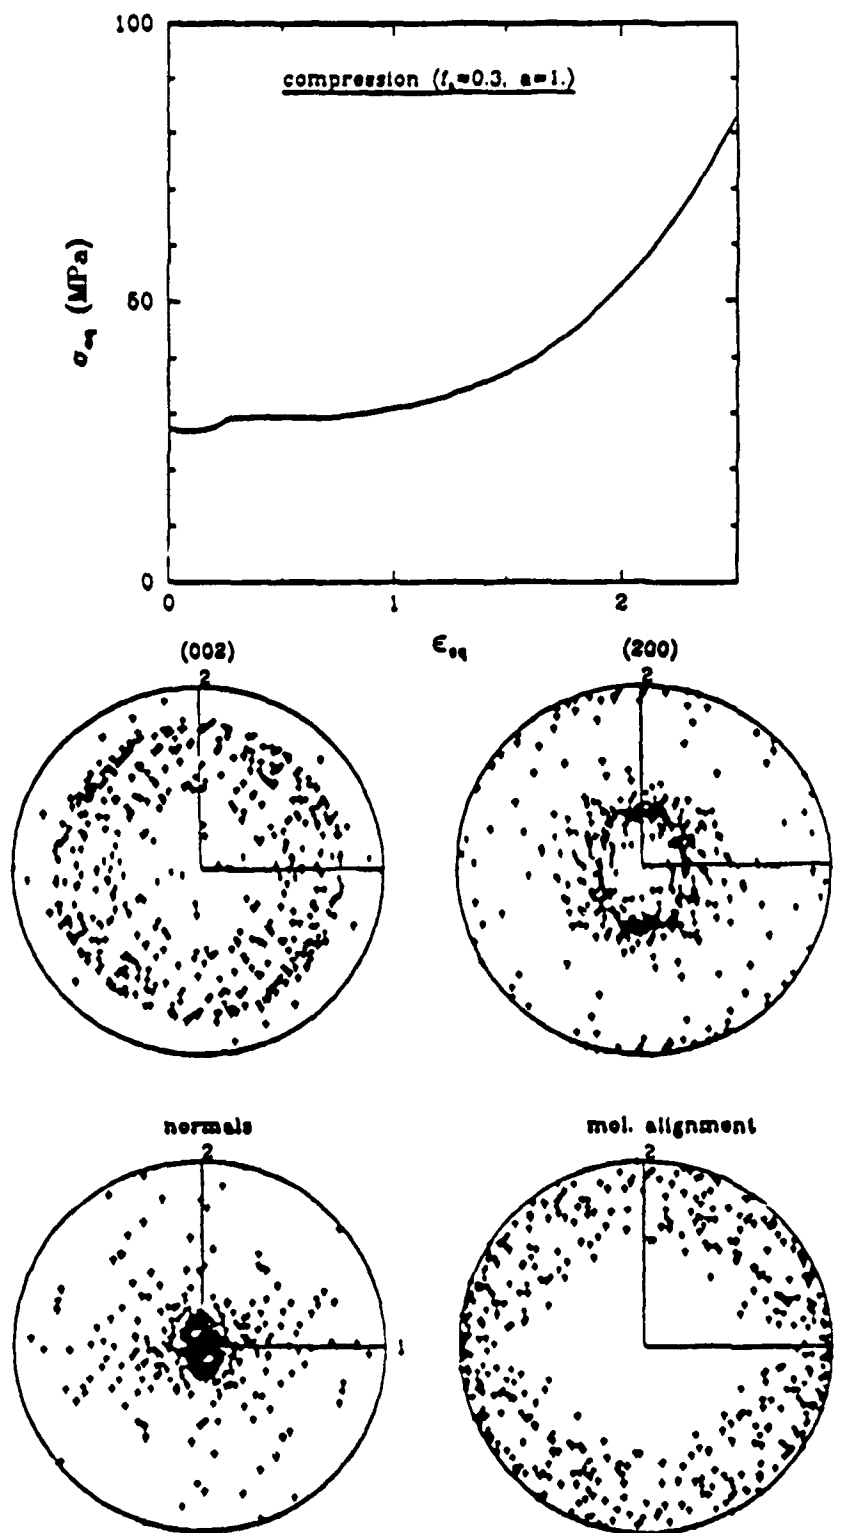 100
compression (fₐ=0.3, a=1.)
σeq (MPa)
50
0
0 1 2
ϵeq
(002) (200)
2 2
normals mol. alignment
2 2
1